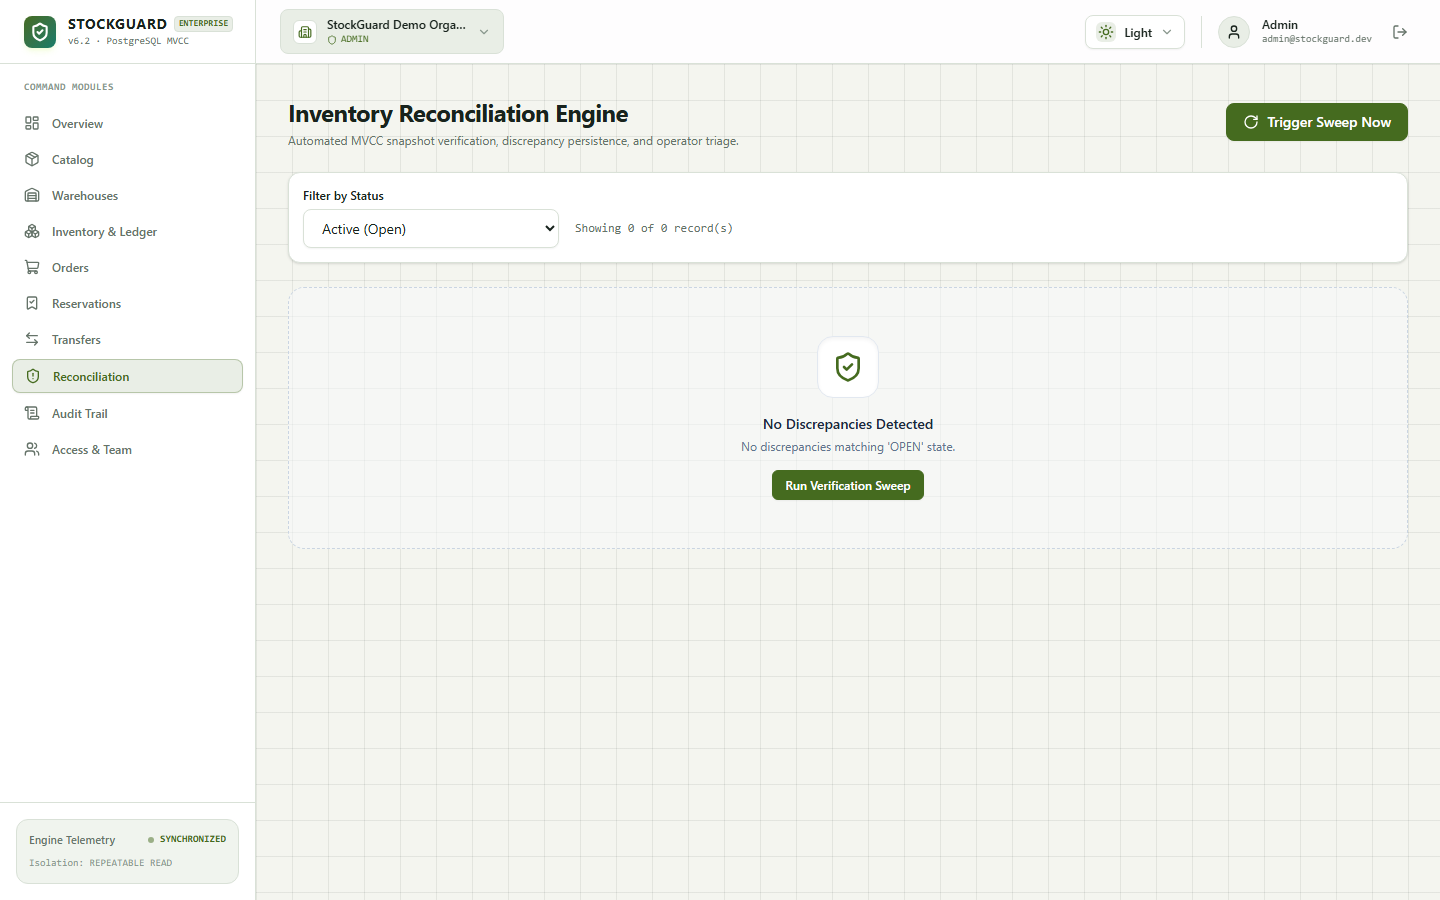 STOCKGUARD ENTERPRISE
v6.2 · PostgreSQL MVCC
StockGuard Demo Orga...
ADMIN
Light
Admin
admin@stockguard.dev
COMMAND MODULES
Overview
Catalog
Warehouses
Inventory & Ledger
Orders
Reservations
Transfers
Reconciliation
Audit Trail
Access & Team
Engine Telemetry
SYNCHRONIZED
Isolation: REPEATABLE READ
Inventory Reconciliation Engine
Automated MVCC snapshot verification, discrepancy persistence, and operator triage.
Trigger Sweep Now
Filter by Status
Active (Open)
Showing 0 of 0 record(s)
No Discrepancies Detected
No discrepancies matching 'OPEN' state.
Run Verification Sweep